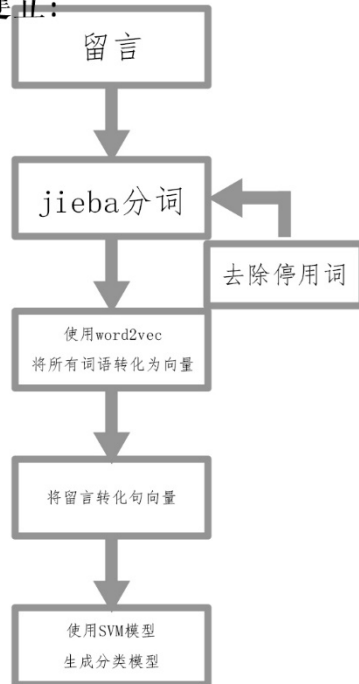 留言
jieba分词
去除停用词
使用word2vec
将所有词语转化为向量
将留言转化句向量
使用SVM模型
生成分类模型